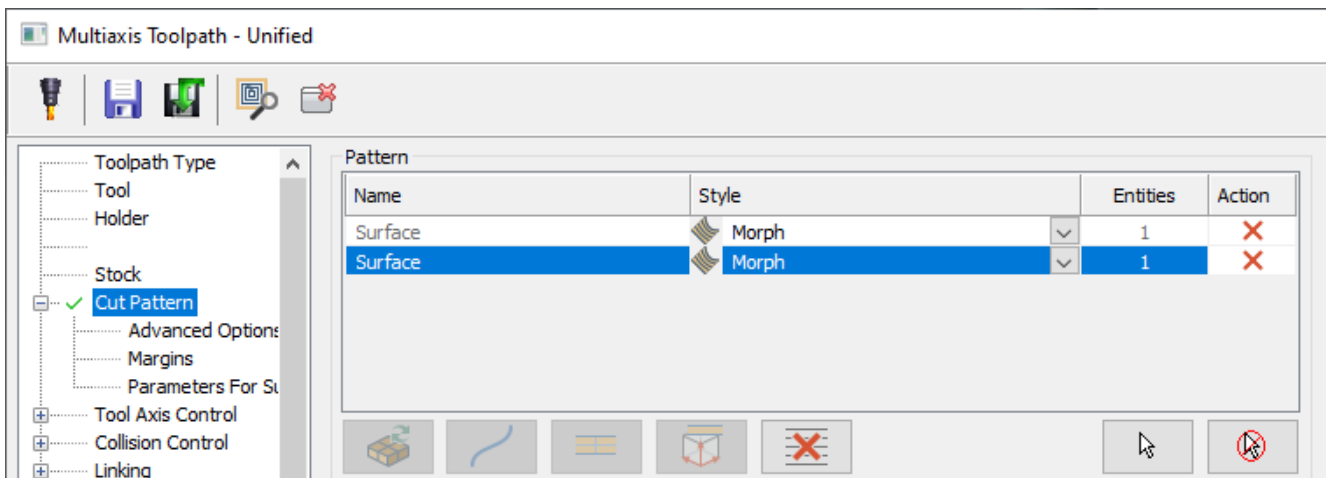 Multiaxis Toolpath - Unified
Toolpath Type
Tool
Holder
Stock
Cut Pattern
Advanced Options
Margins
Parameters For Su
Tool Axis Control
Collision Control
Linking
Pattern
Name Style Entities Action
Surface Morph 1
Surface Morph 1